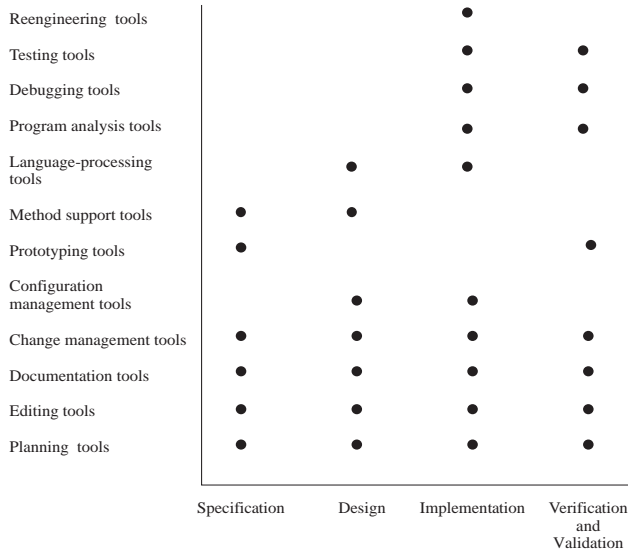 Reengineering tools
Testing tools
Debugging tools
Program analysis tools
Language-processing
tools
Method support tools
Prototyping tools
Configuration
management tools
Change management tools
Documentation tools
Editing tools
Planning tools
Specification Design Implementation Verification
and
Validation